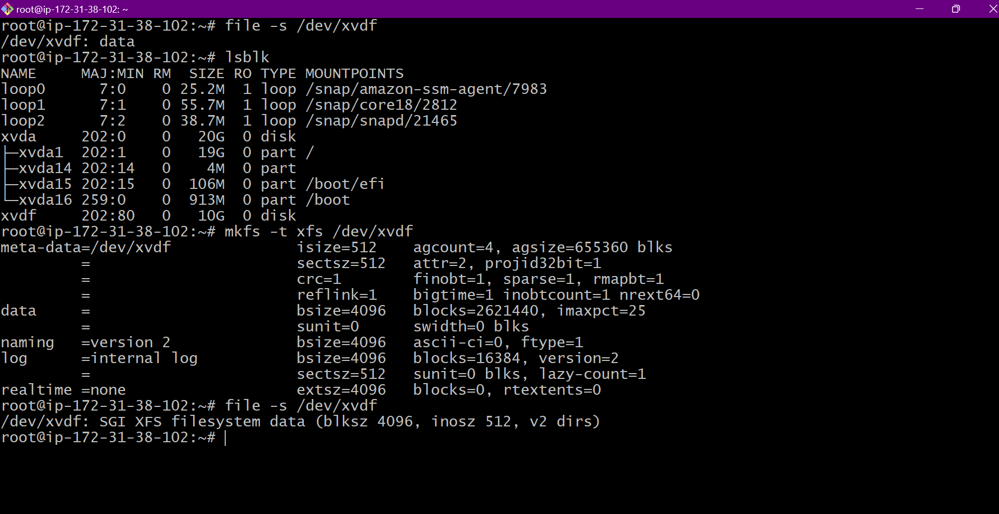 root@ip-172-31-38-102: ~
root@ip-172-31-38-102:~# file -s /dev/xvdf
/dev/xvdf: data
root@ip-172-31-38-102:~# lsblk
NAME     MAJ:MIN RM  SIZE RO TYPE MOUNTPOINTS
loop0      7:0    0 25.2M  1 loop /snap/amazon-ssm-agent/7983
loop1      7:1    0 55.7M  1 loop /snap/core18/2812
loop2      7:2    0 38.7M  1 loop /snap/snapd/21465
xvda     202:0    0   20G  0 disk
├─xvda1  202:1    0   19G  0 part /
├─xvda14 202:14   0    4M  0 part
├─xvda15 202:15   0  106M  0 part /boot/efi
└─xvda16 259:0    0  913M  0 part /boot
xvdf     202:80   0   10G  0 disk
root@ip-172-31-38-102:~# mkfs -t xfs /dev/xvdf
meta-data=/dev/xvdf              isize=512    agcount=4, agsize=655360 blks
         =                       sectsz=512   attr=2, projid32bit=1
         =                       crc=1        finobt=1, sparse=1, rmapbt=1
         =                       reflink=1    bigtime=1 inobtcount=1 nrext64=0
data     =                       bsize=4096   blocks=2621440, imaxpct=25
         =                       sunit=0      swidth=0 blks
naming   =version 2              bsize=4096   ascii-ci=0, ftype=1
log      =internal log           bsize=4096   blocks=16384, version=2
         =                       sectsz=512   sunit=0 blks, lazy-count=1
realtime =none                   extsz=4096   blocks=0, rtextents=0
root@ip-172-31-38-102:~# file -s /dev/xvdf
/dev/xvdf: SGI XFS filesystem data (blksz 4096, inosz 512, v2 dirs)
root@ip-172-31-38-102:~#